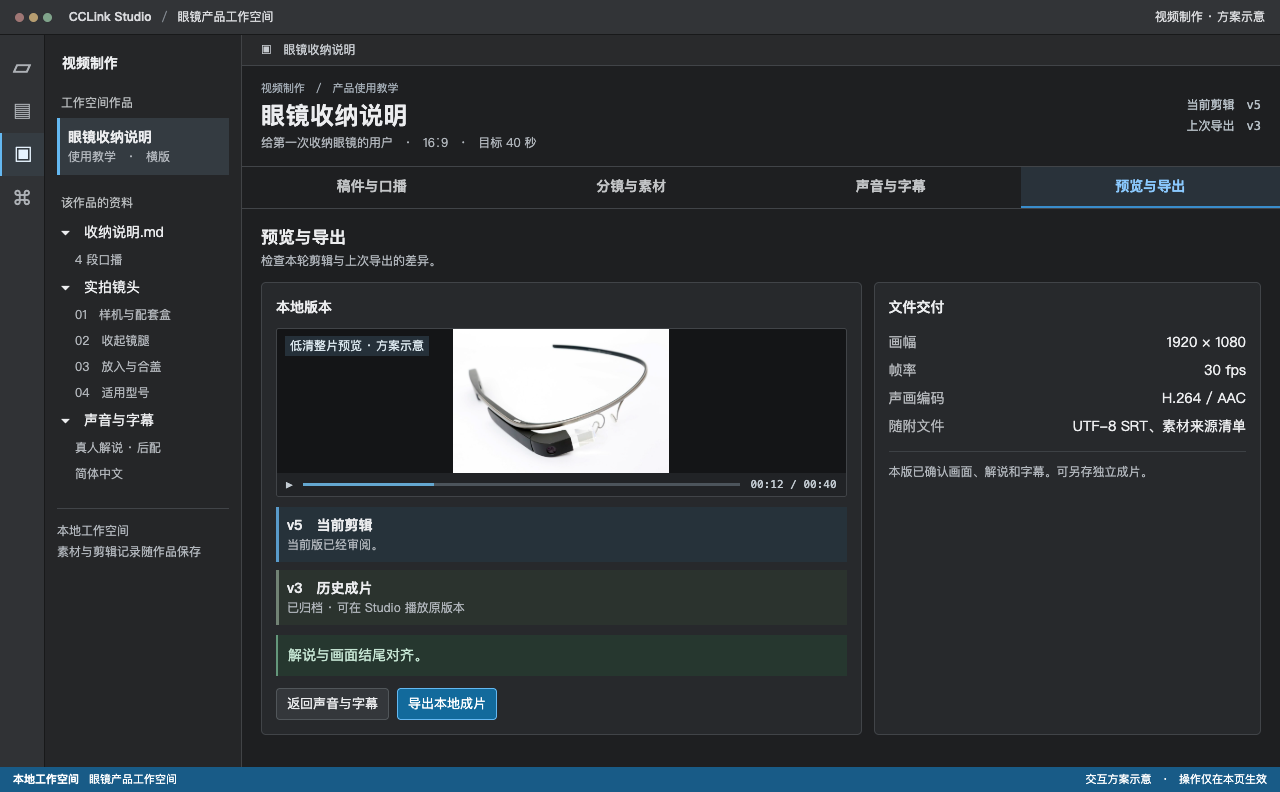 CCLink Studio / 眼镜产品工作空间
视频制作 · 方案示意
视频制作
工作空间作品
眼镜收纳说明
使用教学 · 横版
该作品的资料
收纳说明.md
4 段口播
实拍镜头
01 样机与配套盒
02 收起镜腿
03 放入与合盖
04 适用型号
声音与字幕
真人解说 · 后配
简体中文
本地工作空间
素材与剪辑记录随作品保存
眼镜收纳说明
视频制作 / 产品使用教学
眼镜收纳说明
给第一次收纳眼镜的用户 · 16:9 · 目标 40 秒
当前剪辑 v5
上次导出 v3
稿件与口播
分镜与素材
声音与字幕
预览与导出
预览与导出
检查本轮剪辑与上次导出的差异。
本地版本
低清整片预览 · 方案示意
00:12 / 00:40
v5 当前剪辑
当前版已经审阅。
v3 历史成片
已归档 · 可在 Studio 播放原版本
解说与画面结尾对齐。
返回声音与字幕
导出本地成片
文件交付
画幅 1920 × 1080
帧率 30 fps
声画编码 H.264 / AAC
随附文件 UTF-8 SRT、素材来源清单
本版已确认画面、解说和字幕。可另存独立成片。
本地工作空间 眼镜产品工作空间
交互方案示意 · 操作仅在本页生效